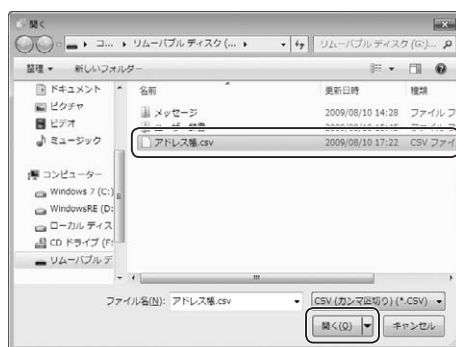 開く
コ... リムーバブル ディスク (... リムーバブル ディスク (G:)...
整理 新しいフォルダー
ドキュメント
ピクチャ
ビデオ
ミュージック
コンピューター
Windows 7 (C:)
WindowsRE (D:
ローカル ディス
CD ドライブ (F:
リムーバブル デ
名前 更新日時 種類
メッセージ 2009/08/10 14:28 ファイル フ
アドレス帳.csv 2009/08/10 17:22 CSV ファイ
ファイル名(N): アドレス帳.csv CSV (カンマ区切り) (*.CSV)
開く(O) キャンセル